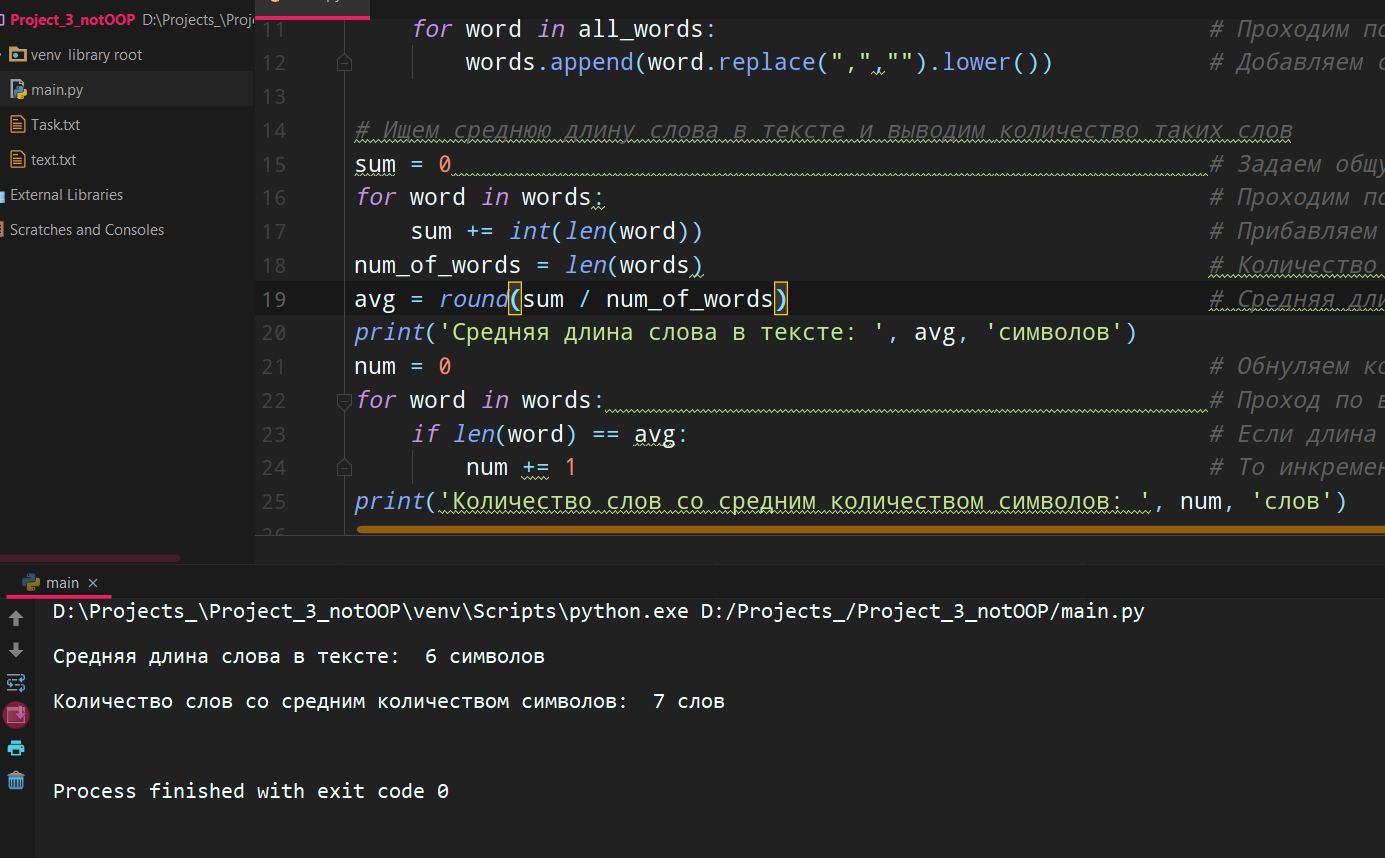 Project_3_notOOP D:\Projects_\Proj
venv library root
main.py
Task.txt
text.txt
External Libraries
Scratches and Consoles
11 for word in all_words: # Проходим по
12 words.append(word.replace(",","").lower()) # Добавляем с
13
14 # Ищем среднюю длину слова в тексте и выводим количество таких слов
15 sum = 0 # Задаем общу
16 for word in words: # Проходим по
17 sum += int(len(word)) # Прибавляем
18 num_of_words = len(words) # Количество
19 avg = round(sum / num_of_words) # Средняя дли
20 print('Средняя длина слова в тексте: ', avg, 'символов')
21 num = 0 # Обнуляем ко
22 for word in words: # Проход по в
23 if len(word) == avg: # Если длина
24 num += 1 # То инкремен
25 print('Количество слов со средним количеством символов: ', num, 'слов')
26
main ×
D:\Projects_\Project_3_notOOP\venv\Scripts\python.exe D:/Projects_/Project_3_notOOP/main.py
Средняя длина слова в тексте:  6 символов
Количество слов со средним количеством символов:  7 слов
Process finished with exit code 0